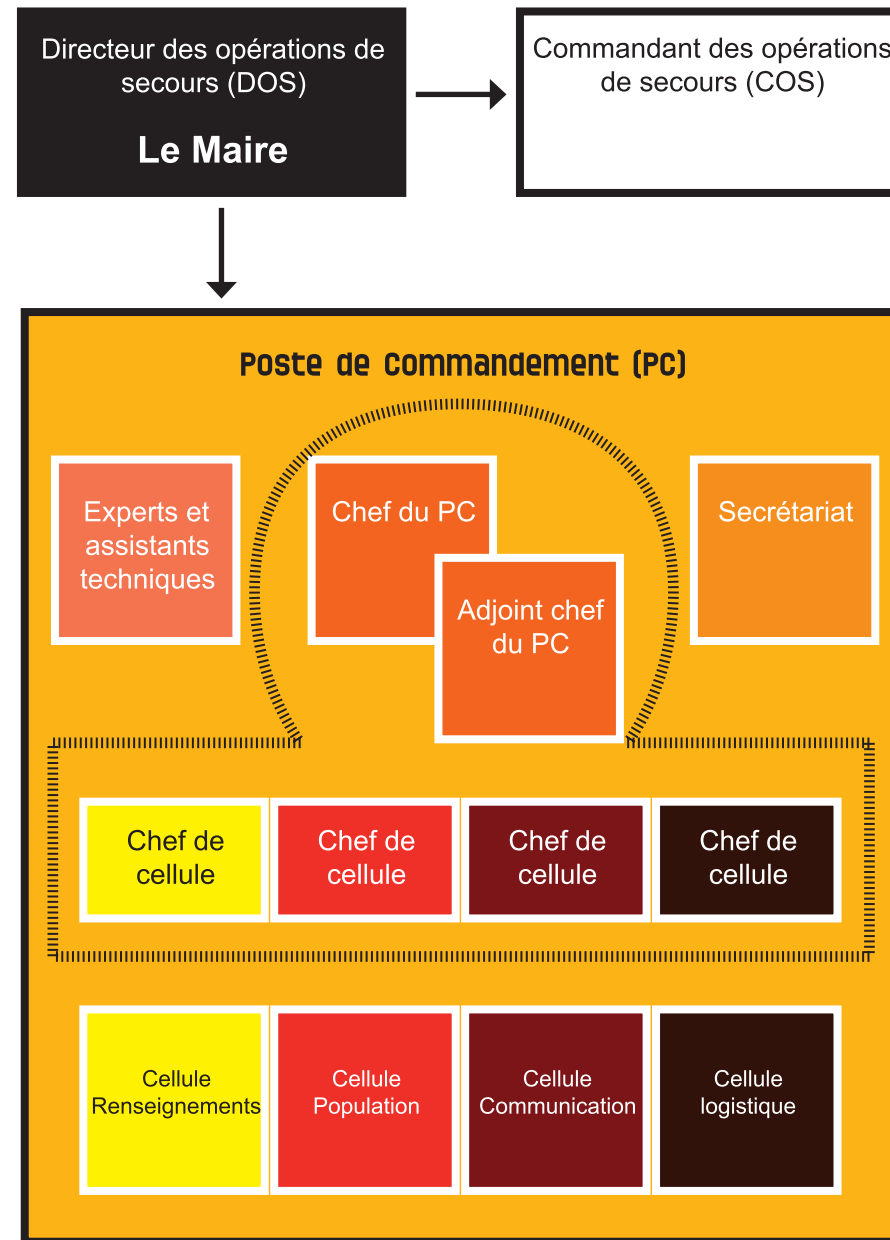 Directeur des opérations de
secours (DOS)
Le Maire
Commandant des opérations
de secours (COS)
Poste de Commandement (PC)
Experts et
assistants
techniques
Chef du PC
Adjoint chef
du PC
Secrétariat
Chef de
cellule
Chef de
cellule
Chef de
cellule
Chef de
cellule
Cellule
Renseignements
Cellule
Population
Cellule
Communication
Cellule
logistique